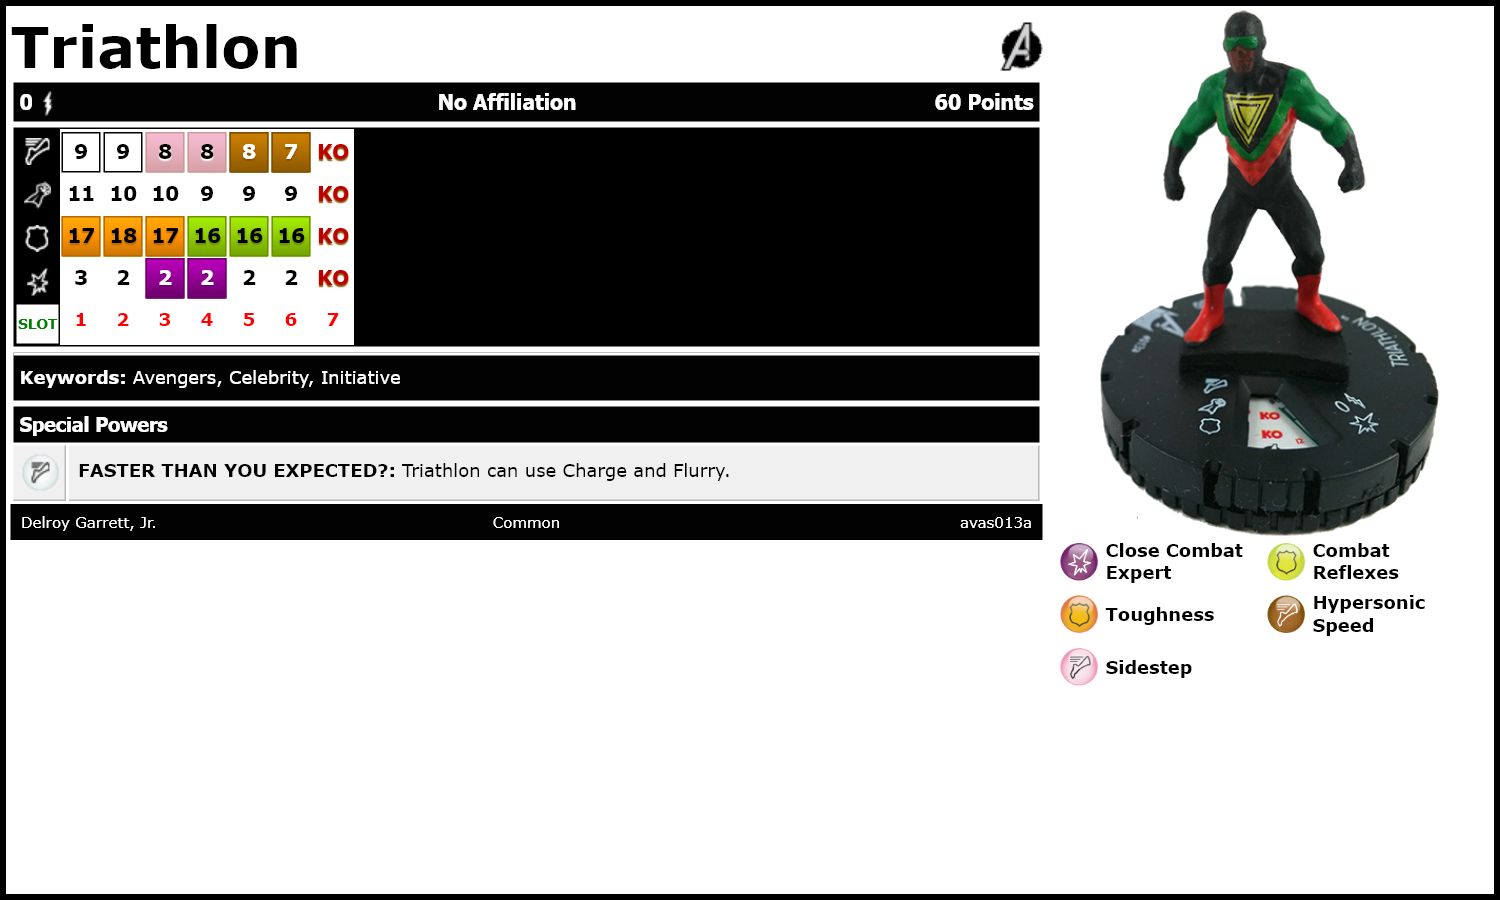 Triathlon
0 No Affiliation 60 Points
9 9 8 8 8 7 KO
11 10 10 9 9 9 KO
17 18 17 16 16 16 KO
3 2 2 2 2 2 KO
SLOT 1 2 3 4 5 6 7
Keywords: Avengers, Celebrity, Initiative
Special Powers
FASTER THAN YOU EXPECTED?: Triathlon can use Charge and Flurry.
Delroy Garrett, Jr. Common avas013a
TRIATHLON
#013a
0
KO
KO
12
Close Combat
Expert
Combat
Reflexes
Toughness
Hypersonic
Speed
Sidestep